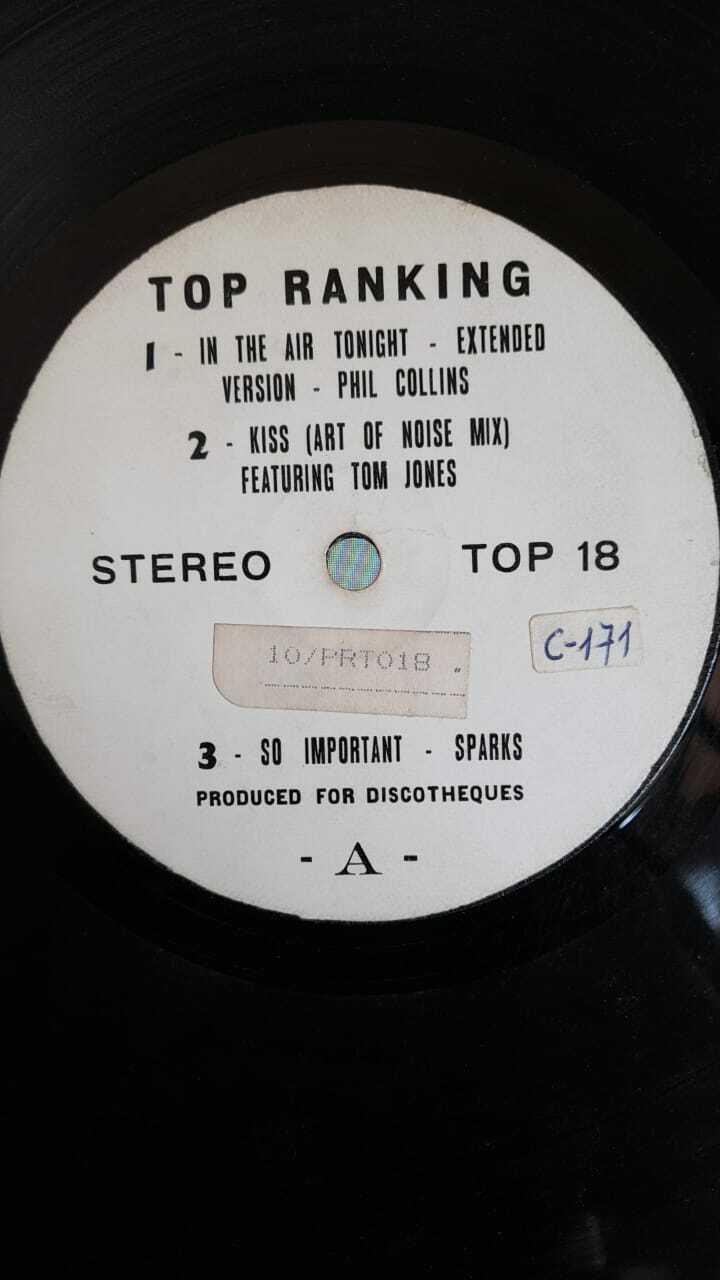 TOP RANKING
1 - IN THE AIR TONIGHT - EXTENDED
VERSION - PHIL COLLINS
2 - KISS (ART OF NOISE MIX)
FEATURING TOM JONES
STEREO
TOP 18
10/PRT018
C-171
3 - SO IMPORTANT - SPARKS
PRODUCED FOR DISCOTHEQUES
- A -